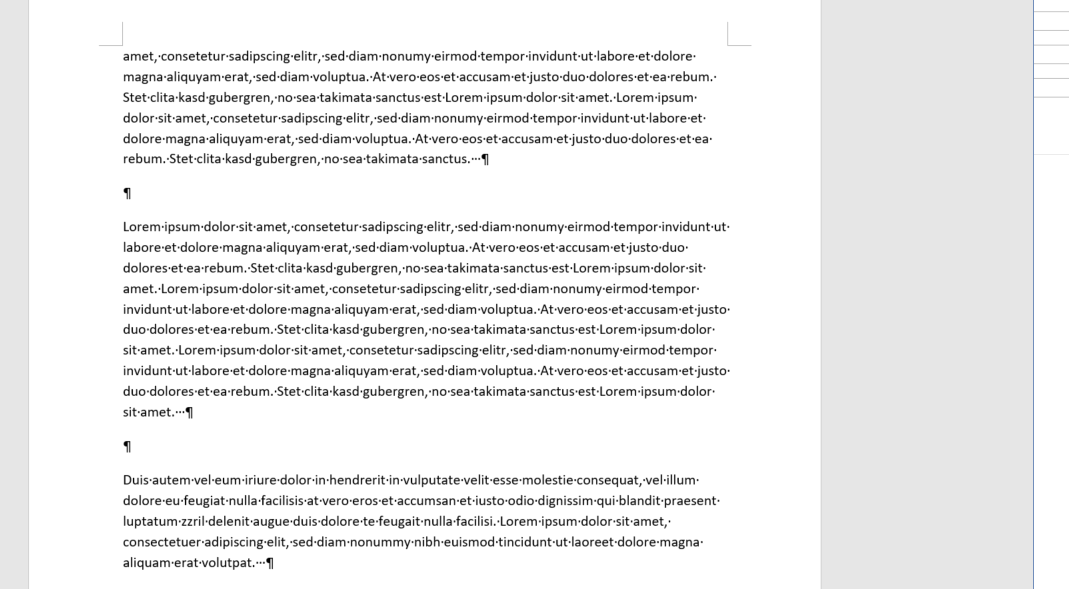 amet,·consetetur·sadipscing·elitr,·sed·diam·nonumy·eirmod·tempor·invidunt·ut·labore·et·dolore·
magna·aliquyam·erat,·sed·diam·voluptua.·At·vero·eos·et·accusam·et·justo·duo·dolores·et·ea·rebum.·
Stet·clita·kasd·gubergren,·no·sea·takimata·sanctus·est·Lorem·ipsum·dolor·sit·amet.·Lorem·ipsum·
dolor·sit·amet,·consetetur·sadipscing·elitr,·sed·diam·nonumy·eirmod·tempor·invidunt·ut·labore·et·
dolore·magna·aliquyam·erat,·sed·diam·voluptua.·At·vero·eos·et·accusam·et·justo·duo·dolores·et·ea·
rebum.·Stet·clita·kasd·gubergren,·no·sea·takimata·sanctus.···¶
¶
Lorem·ipsum·dolor·sit·amet,·consetetur·sadipscing·elitr,·sed·diam·nonumy·eirmod·tempor·invidunt·ut·
labore·et·dolore·magna·aliquyam·erat,·sed·diam·voluptua.·At·vero·eos·et·accusam·et·justo·duo·
dolores·et·ea·rebum.·Stet·clita·kasd·gubergren,·no·sea·takimata·sanctus·est·Lorem·ipsum·dolor·sit·
amet.·Lorem·ipsum·dolor·sit·amet,·consetetur·sadipscing·elitr,·sed·diam·nonumy·eirmod·tempor·
invidunt·ut·labore·et·dolore·magna·aliquyam·erat,·sed·diam·voluptua.·At·vero·eos·et·accusam·et·justo·
duo·dolores·et·ea·rebum.·Stet·clita·kasd·gubergren,·no·sea·takimata·sanctus·est·Lorem·ipsum·dolor·
sit·amet.·Lorem·ipsum·dolor·sit·amet,·consetetur·sadipscing·elitr,·sed·diam·nonumy·eirmod·tempor·
invidunt·ut·labore·et·dolore·magna·aliquyam·erat,·sed·diam·voluptua.·At·vero·eos·et·accusam·et·justo·
duo·dolores·et·ea·rebum.·Stet·clita·kasd·gubergren,·no·sea·takimata·sanctus·est·Lorem·ipsum·dolor·
sit·amet.···¶
¶
Duis·autem·vel·eum·iriure·dolor·in·hendrerit·in·vulputate·velit·esse·molestie·consequat,·vel·illum·
dolore·eu·feugiat·nulla·facilisis·at·vero·eros·et·accumsan·et·iusto·odio·dignissim·qui·blandit·praesent·
luptatum·zzril·delenit·augue·duis·dolore·te·feugait·nulla·facilisi.·Lorem·ipsum·dolor·sit·amet,·
consectetuer·adipiscing·elit,·sed·diam·nonummy·nibh·euismod·tincidunt·ut·laoreet·dolore·magna·
aliquam·erat·volutpat.···¶